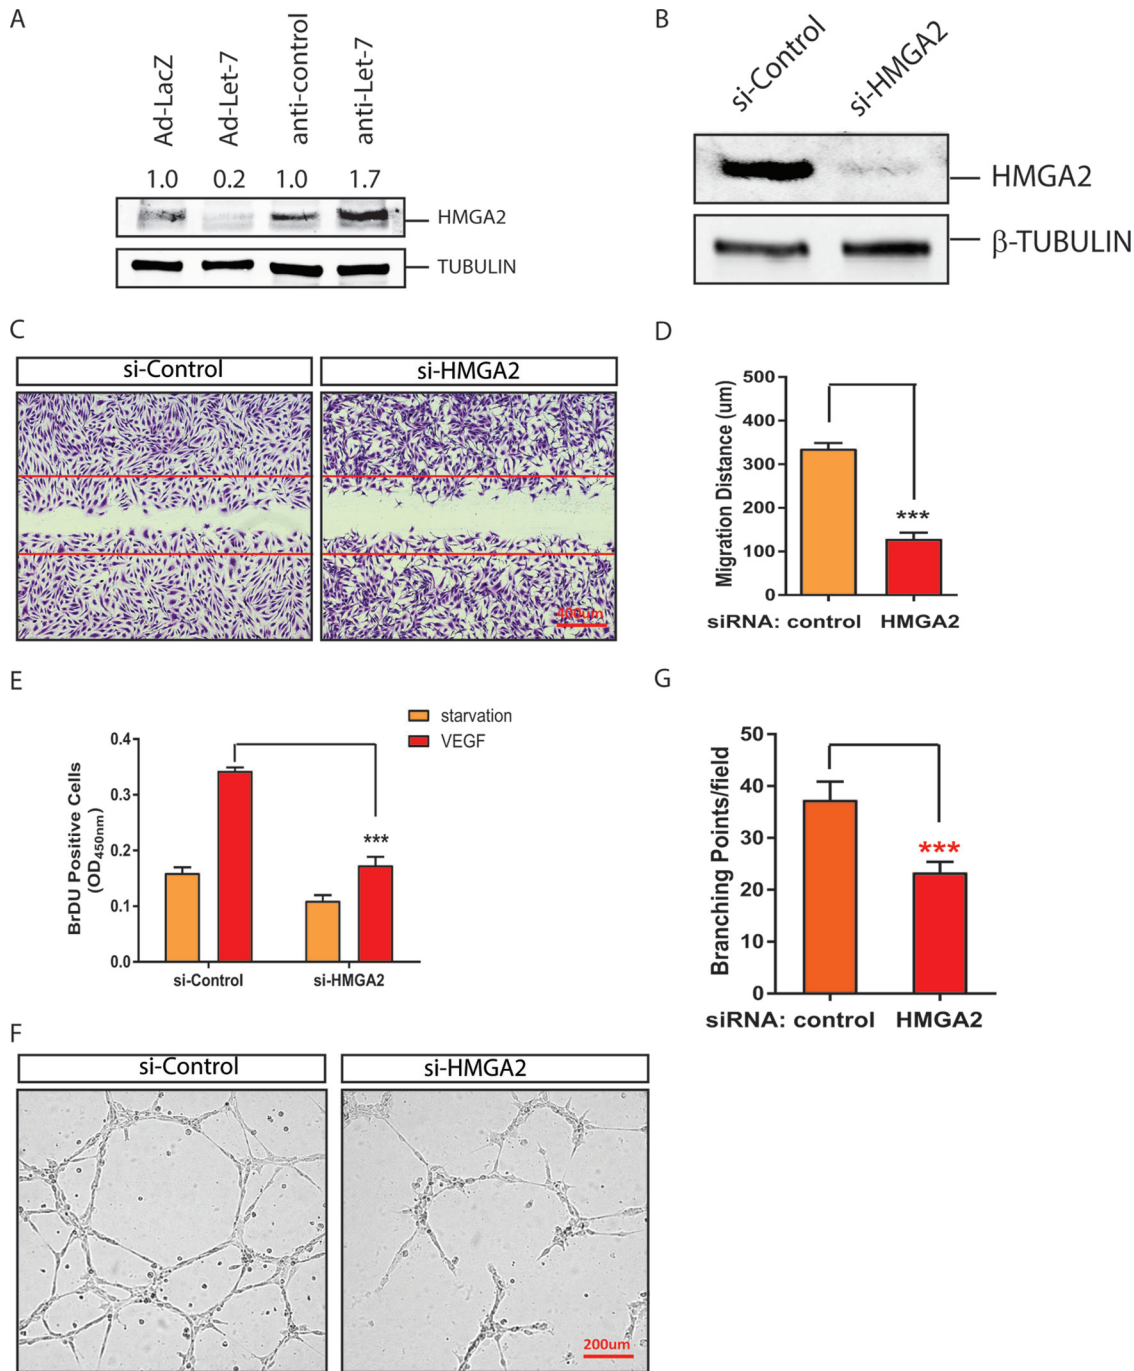 A
Ad-LacZ
Ad-Let-7
anti-control
anti-Let-7
1.0 0.2 1.0 1.7
HMGA2
TUBULIN
B
si-Control
si-HMGA2
HMGA2
β-TUBULIN
C
si-Control si-HMGA2
400um
D
Migration Distance (um)
500
400
300
200
100
0
***
siRNA: control HMGA2
E
starvation
VEGF
BrDU Positive Cells
(OD450nm)
0.4
0.3
0.2
0.1
0.0
***
si-Control si-HMGA2
G
Branching Points/field
50
40
30
20
10
0
***
siRNA: control HMGA2
F
si-Control si-HMGA2
200um